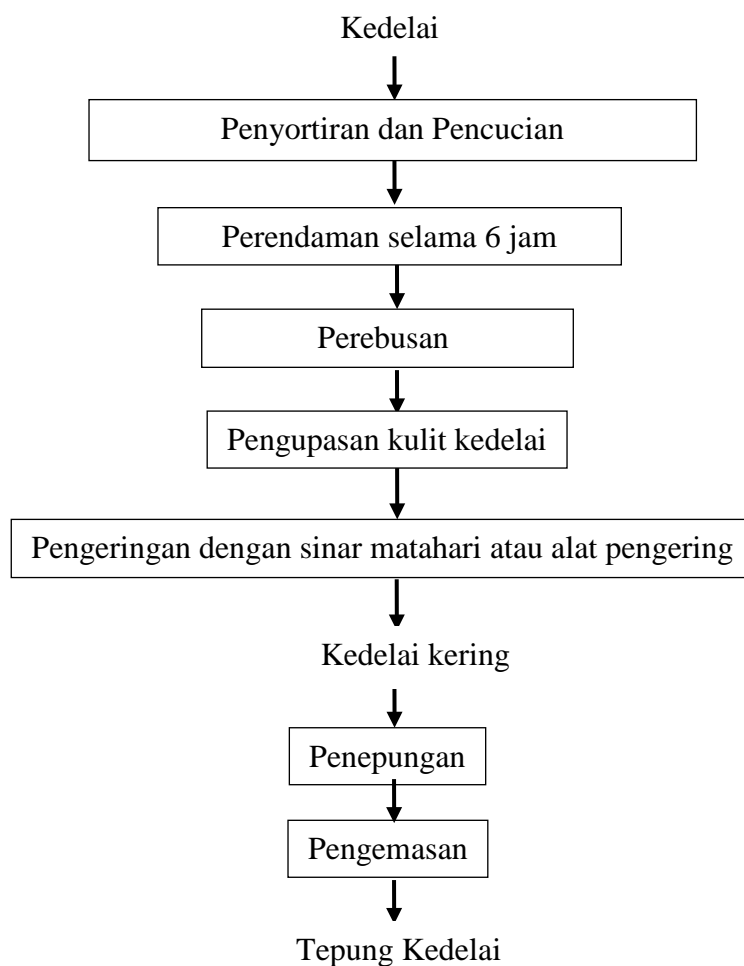 Kedelai
Penyortiran dan Pencucian
Perendaman selama 6 jam
Perebusan
Pengupasan kulit kedelai
Pengeringan dengan sinar matahari atau alat pengering
Kedelai kering
Penepungan
Pengemasan
Tepung Kedelai